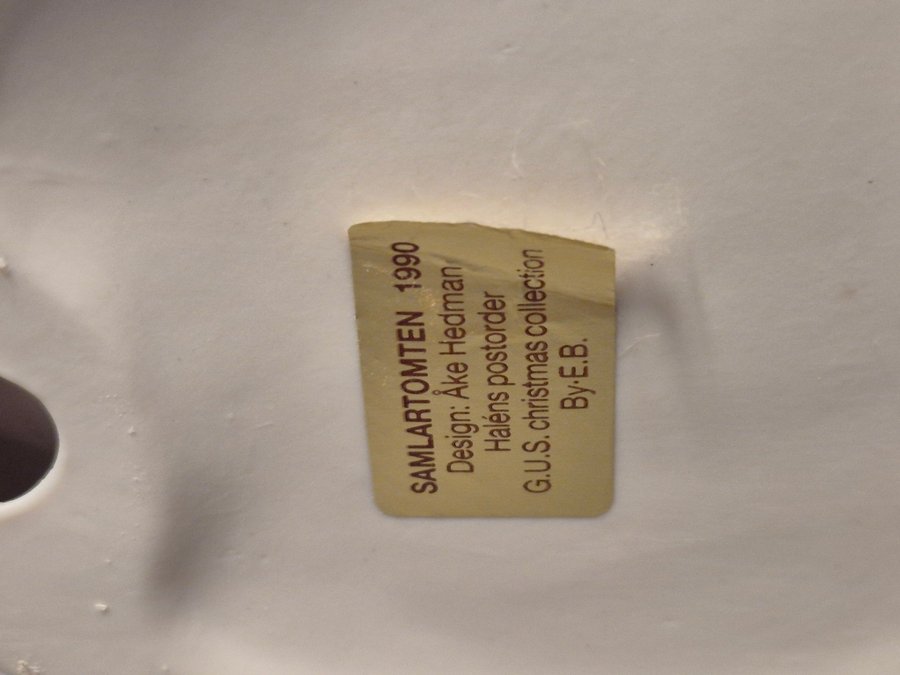 SAMLARTOMTEN 1990
Design: Åke Hedman
Haléns postorder
G.U.S. christmas collection
By·E.B.